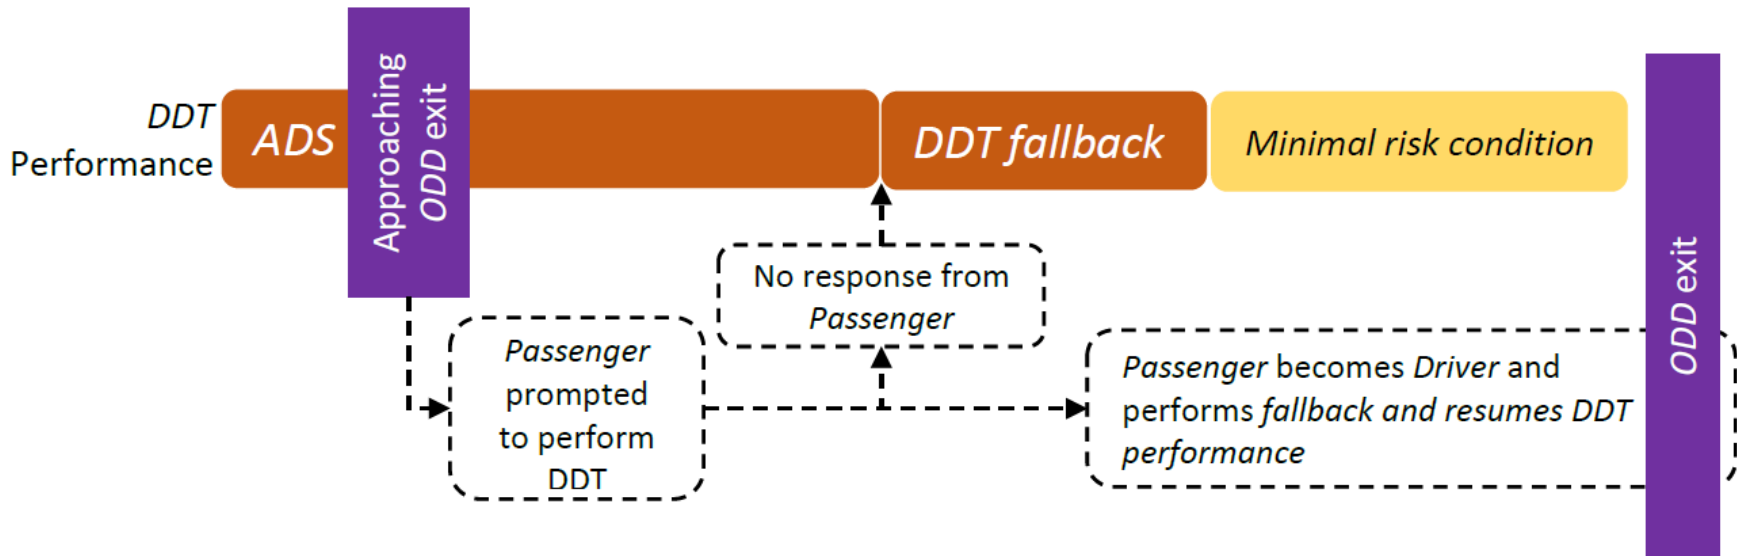 DDT
Performance
ADS
Approaching
ODD exit
DDT fallback
Minimal risk condition
No response from
Passenger
Passenger
prompted
to perform
DDT
Passenger becomes Driver and
performs fallback and resumes DDT
performance
ODD exit